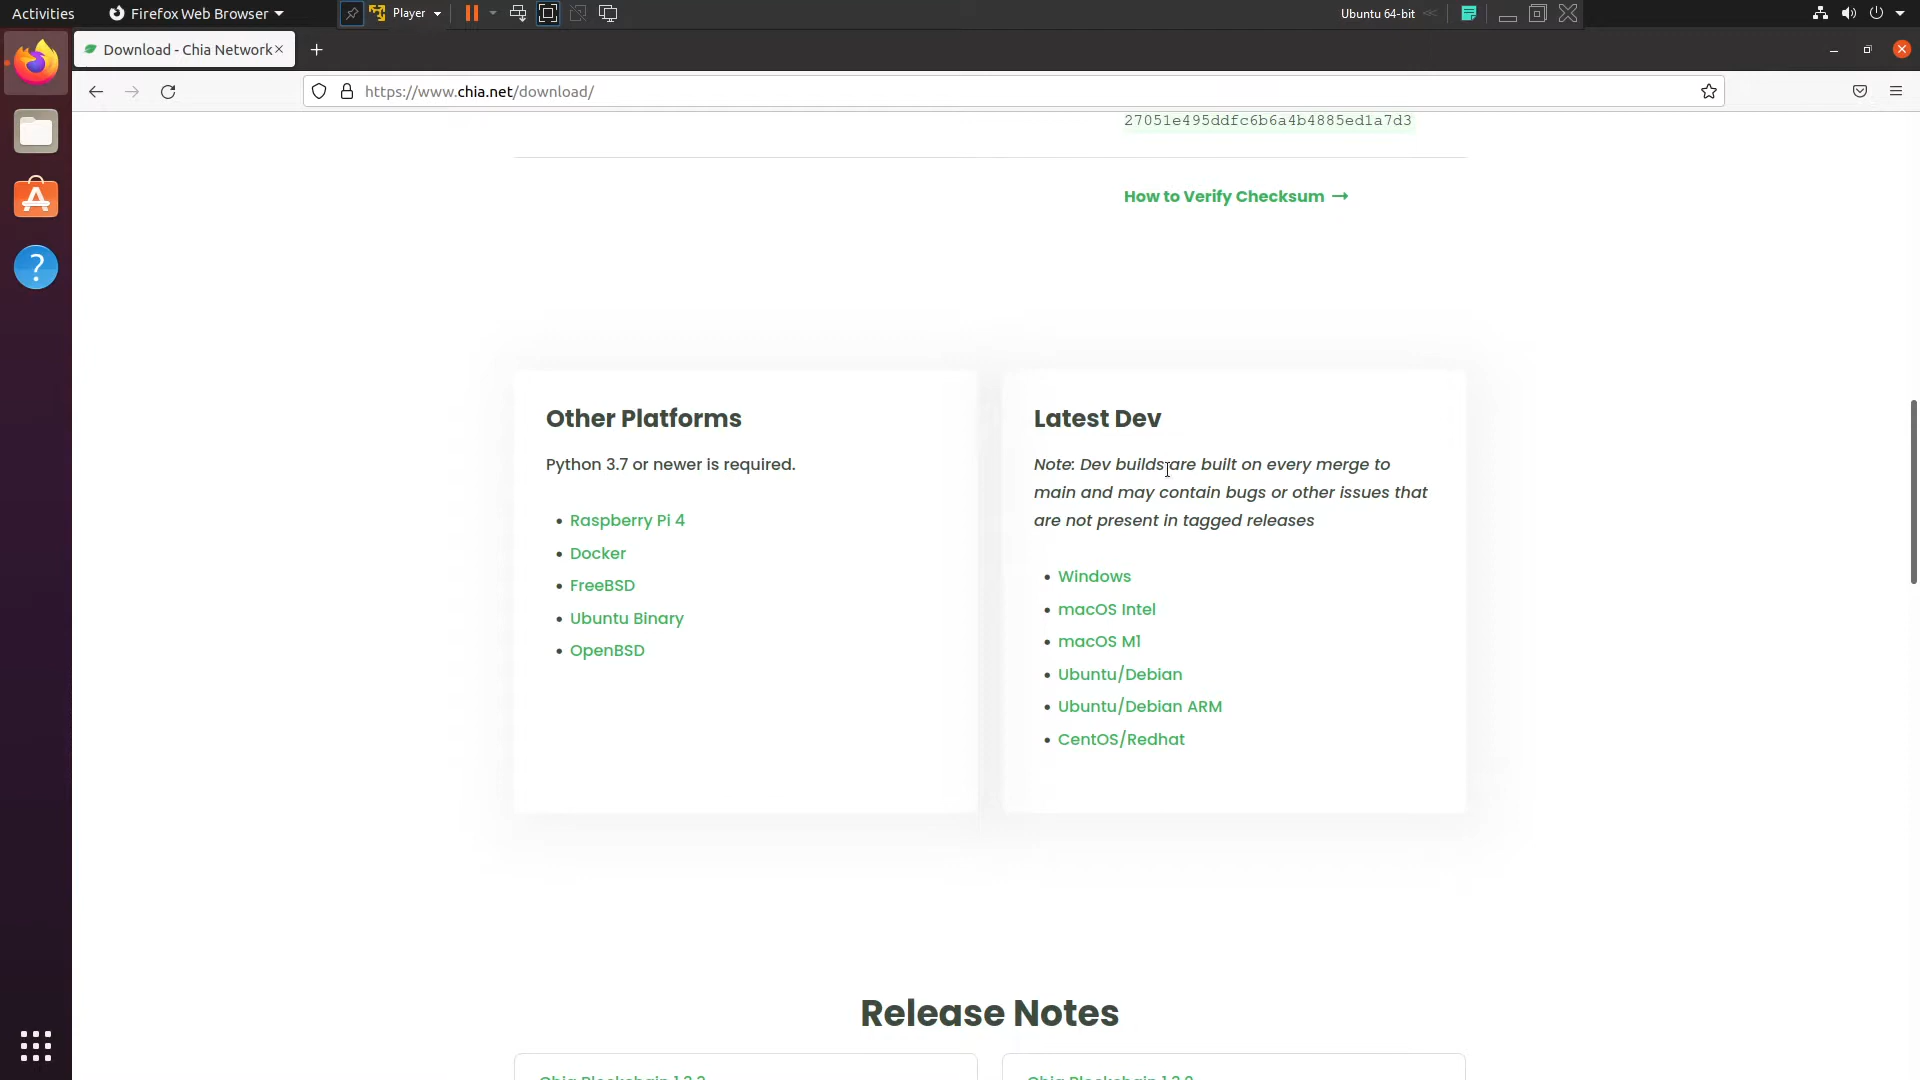 Activities
Firefox Web Browser
Player
Ubuntu 64-bit
Download - Chia Network
https://www.chia.net/download/
27051e495ddfc6b6a4b4885ed1a7d3
How to Verify Checksum →
Other Platforms
Python 3.7 or newer is required.
• Raspberry Pi 4
• Docker
• FreeBSD
• Ubuntu Binary
• OpenBSD
Latest Dev
Note: Dev builds are built on every merge to
main and may contain bugs or other issues that
are not present in tagged releases
• Windows
• macOS Intel
• macOS M1
• Ubuntu/Debian
• Ubuntu/Debian ARM
• CentOS/Redhat
Release Notes
Chia Blockchain
Chia Blockchain